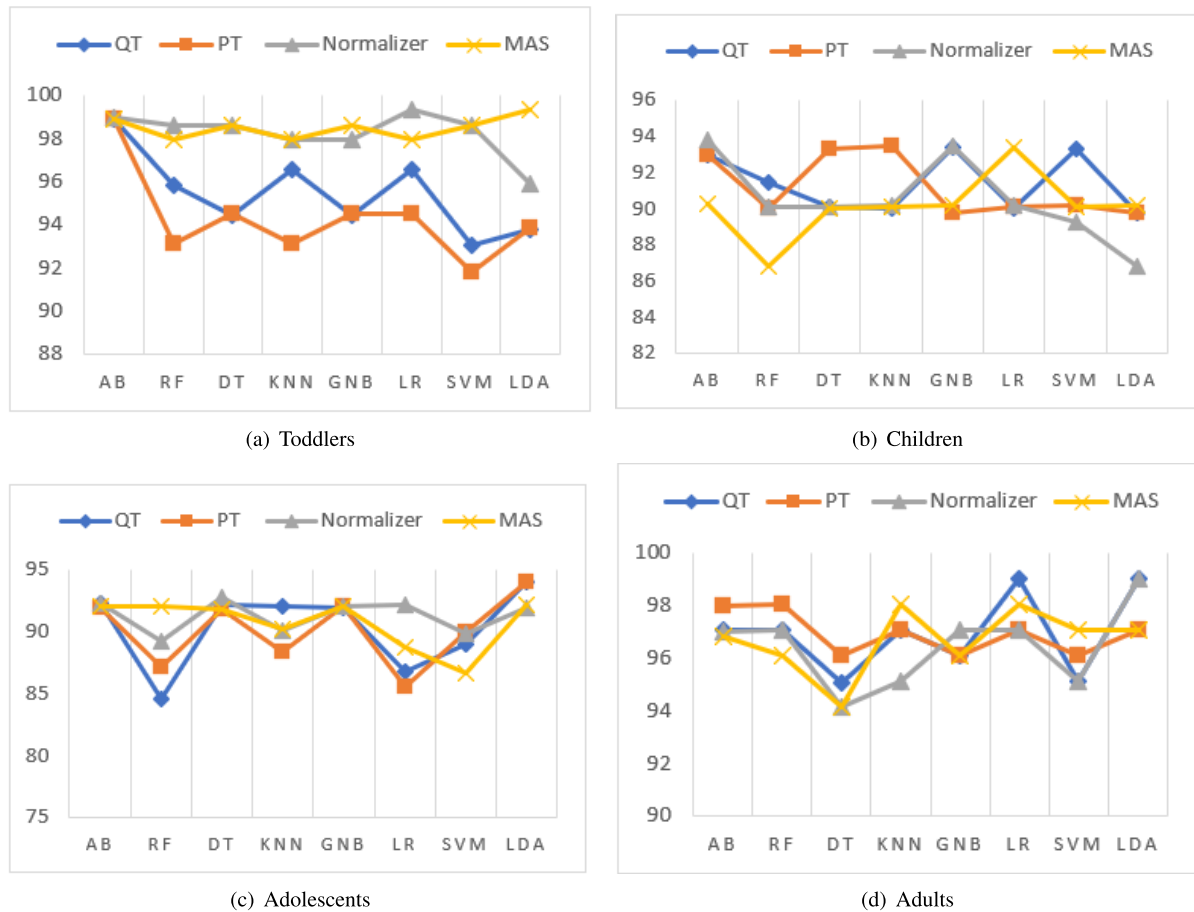 QT PT Normalizer MAS
100
98
96
94
92
90
88
AB RF DT KNN GNB LR SVM LDA
(a) Toddlers
QT PT Normalizer MAS
96
94
92
90
88
86
84
82
AB RF DT KNN GNB LR SVM LDA
(b) Children
QT PT Normalizer MAS
95
90
85
80
75
AB RF DT KNN GNB LR SVM LDA
(c) Adolescents
QT PT Normalizer MAS
100
98
96
94
92
90
AB RF DT KNN GNB LR SVM LDA
(d) Adults